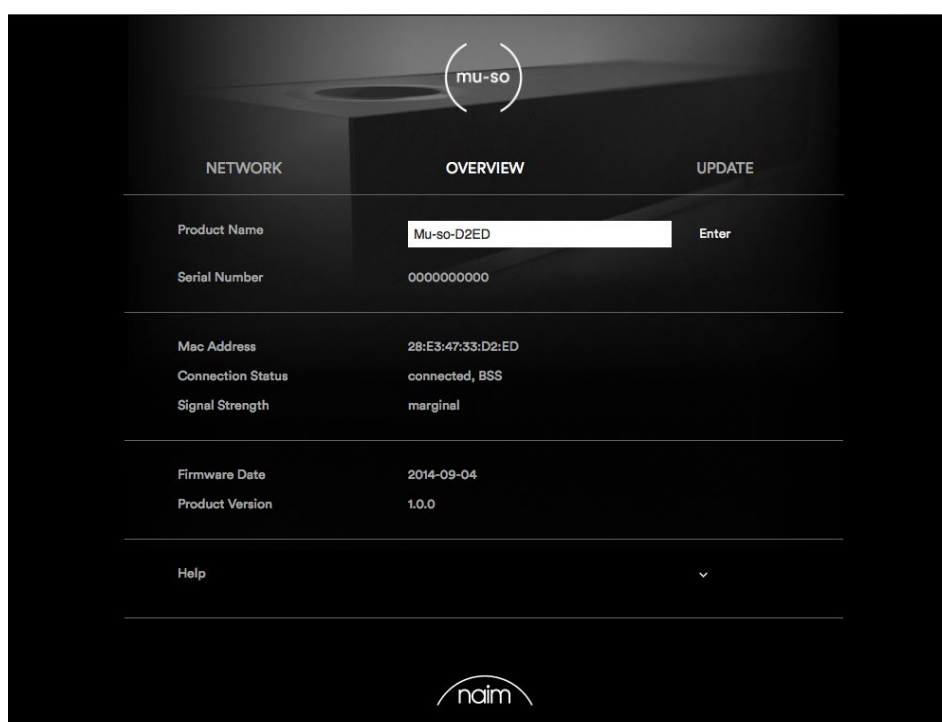 mu-so
NETWORK OVERVIEW UPDATE
Product Name Mu-so-D2ED Enter
Serial Number 0000000000
Mac Address 28:E3:47:33:D2:ED
Connection Status connected, BSS
Signal Strength marginal
Firmware Date 2014-09-04
Product Version 1.0.0
Help
naim